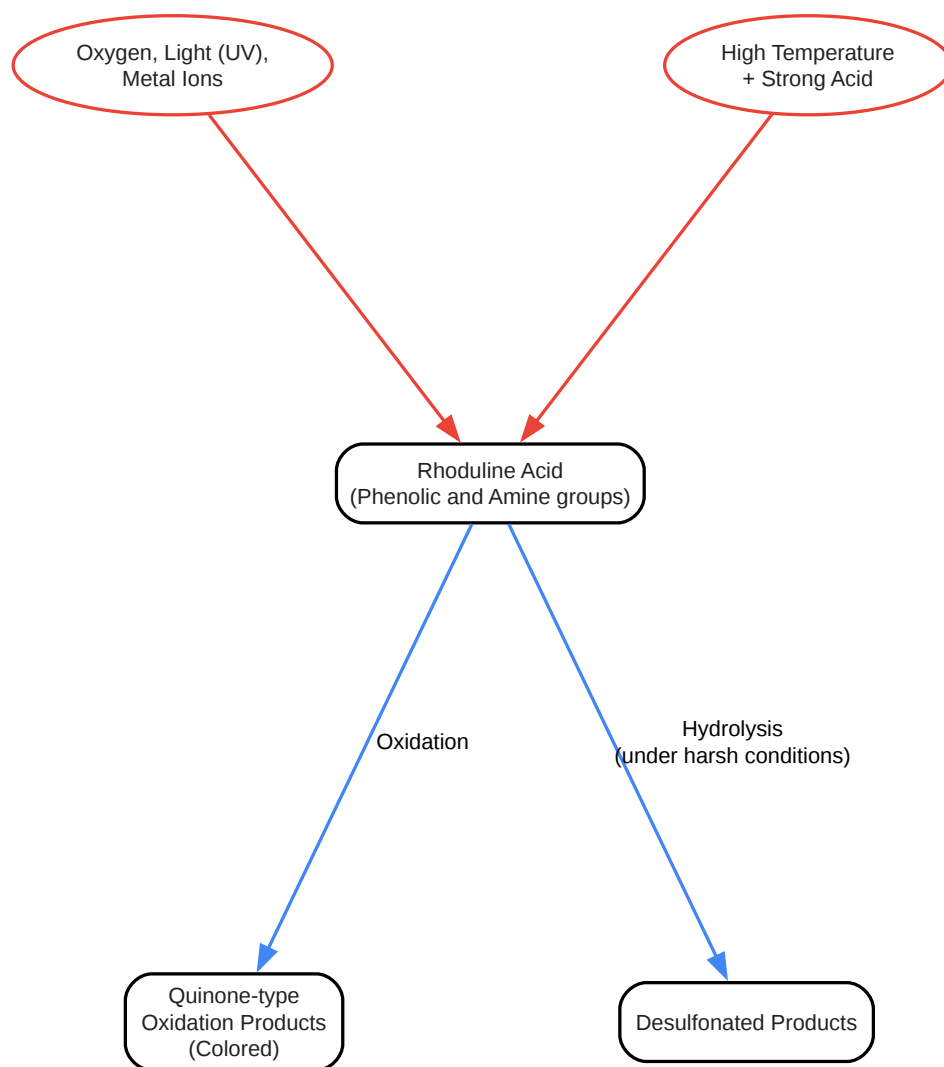 Oxygen, Light (UV),
Metal Ions
High Temperature
+ Strong Acid
Rhoduline Acid
(Phenolic and Amine groups)
Oxidation
Hydrolysis
(under harsh conditions)
Quinone-type
Oxidation Products
(Colored)
Desulfonated Products